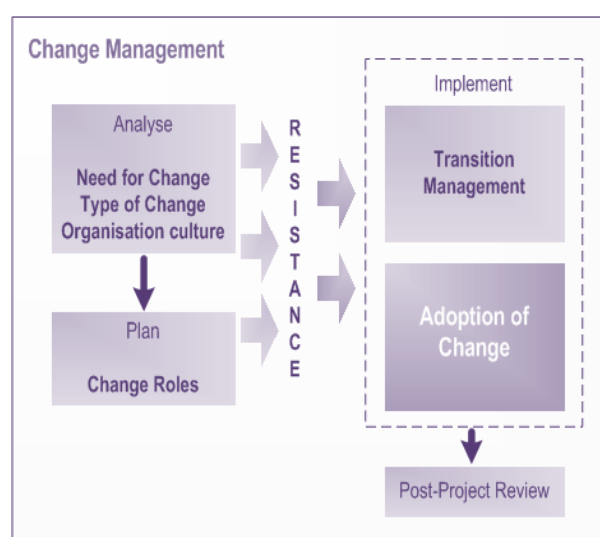 Change Management
Analyse
Need for Change
Type of Change
Organisation culture
Plan
Change Roles
RESISTANCE
Implement
Transition
Management
Adoption of
Change
Post-Project Review